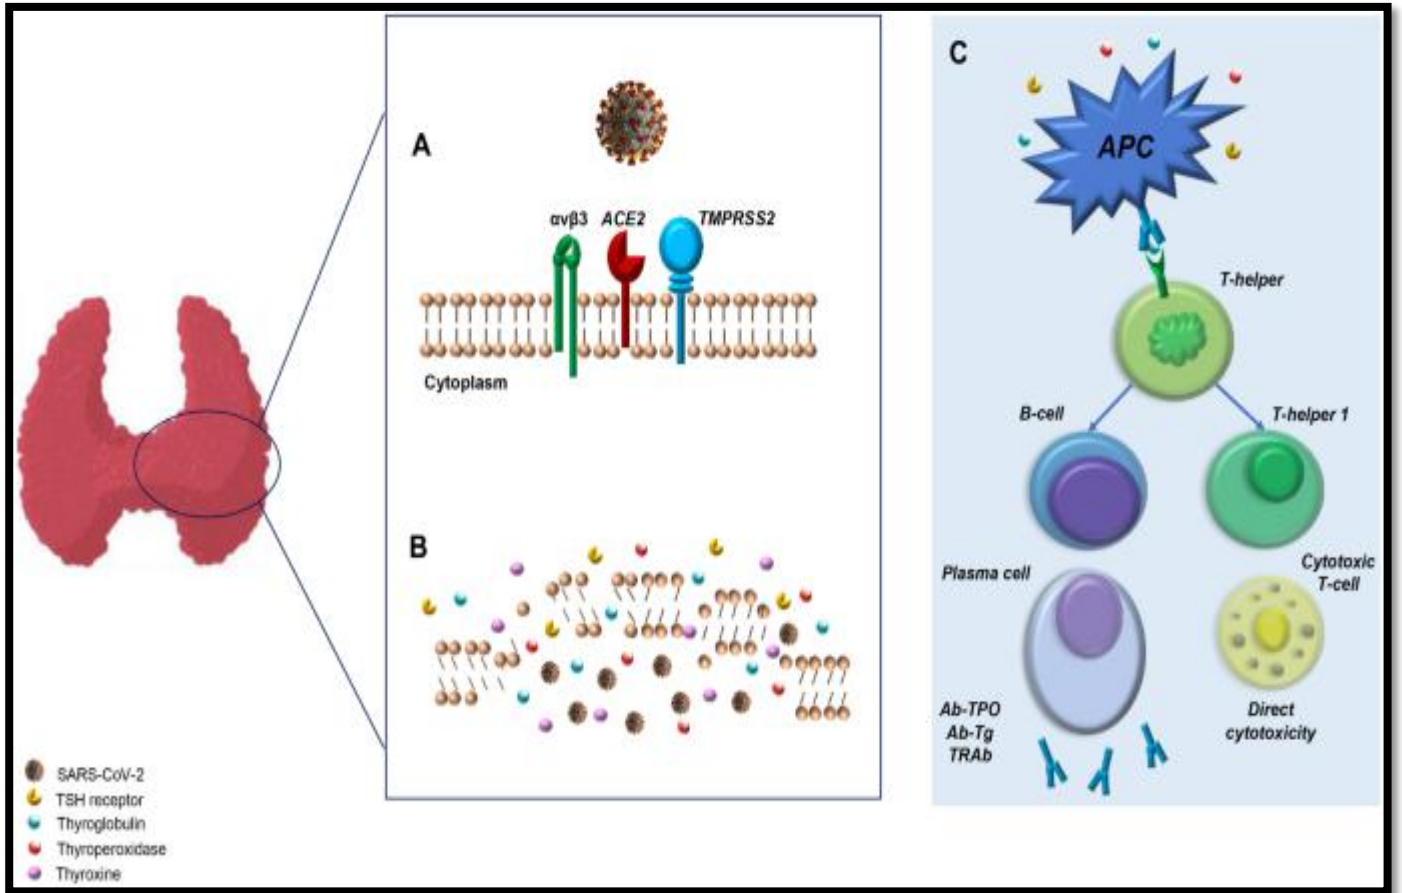 A
αvβ3 ACE2 TMPRSS2
Cytoplasm
B
SARS-CoV-2
TSH receptor
Thyroglobulin
Thyroperoxidase
Thyroxine
C
APC
T-helper
B-cell
T-helper 1
Plasma cell
Cytotoxic
T-cell
Ab-TPO
Ab-Tg
TRAb
Direct
cytotoxicity